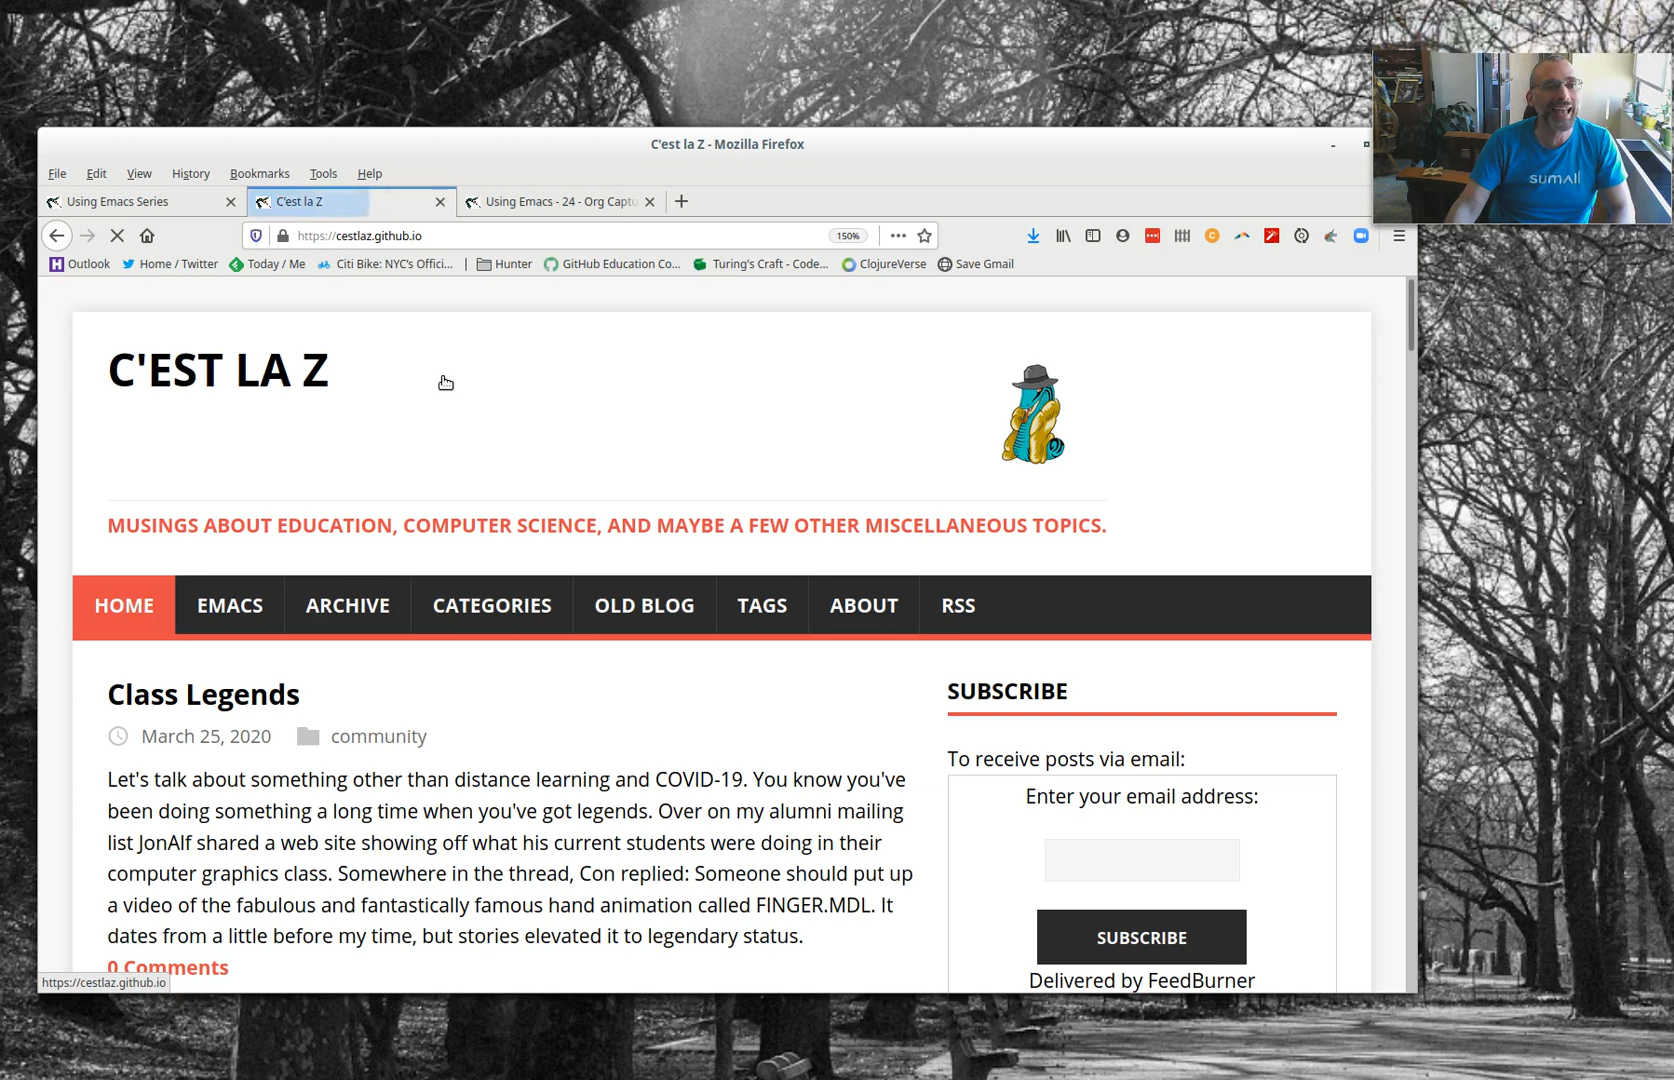 C'est la Z - Mozilla Firefox
File Edit View History Bookmarks Tools Help
Using Emacs Series
C'est la Z
Using Emacs - 24 - Org Captu
https://cestlaz.github.io
150%
Outlook
Home / Twitter
Today / Me
Citi Bike: NYC's Offici...
Hunter
GitHub Education Co...
Turing's Craft - Code...
ClojureVerse
Save Gmail
sumall
C'EST LA Z
MUSINGS ABOUT EDUCATION, COMPUTER SCIENCE, AND MAYBE A FEW OTHER MISCELLANEOUS TOPICS.
HOME EMACS ARCHIVE CATEGORIES OLD BLOG TAGS ABOUT RSS
Class Legends
March 25, 2020 community
Let's talk about something other than distance learning and COVID-19. You know you've
been doing something a long time when you've got legends. Over on my alumni mailing
list JonAlf shared a web site showing off what his current students were doing in their
computer graphics class. Somewhere in the thread, Con replied: Someone should put up
a video of the fabulous and fantastically famous hand animation called FINGER.MDL. It
dates from a little before my time, but stories elevated it to legendary status.
0 Comments
SUBSCRIBE
To receive posts via email:
Enter your email address:
SUBSCRIBE
Delivered by FeedBurner
https://cestlaz.github.io